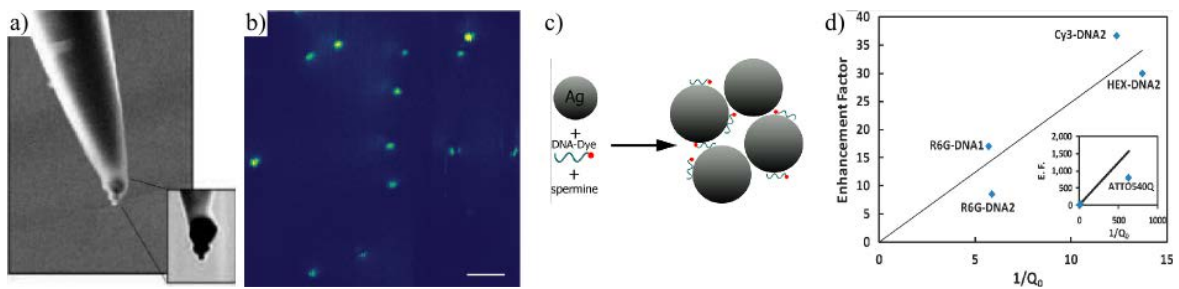 a)
b)
c)
Ag
+
DNA-Dye
+
spermine
d)
Enhancement Factor
40
35
30
25
20
15
10
5
0
Cy3-DNA2
HEX-DNA2
R6G-DNA1
R6G-DNA2
E. F.
2,000
1,500
1,000
500
0
ATTO540Q
0
500
1000
1/Q₀
0
5
10
15
1/Q₀